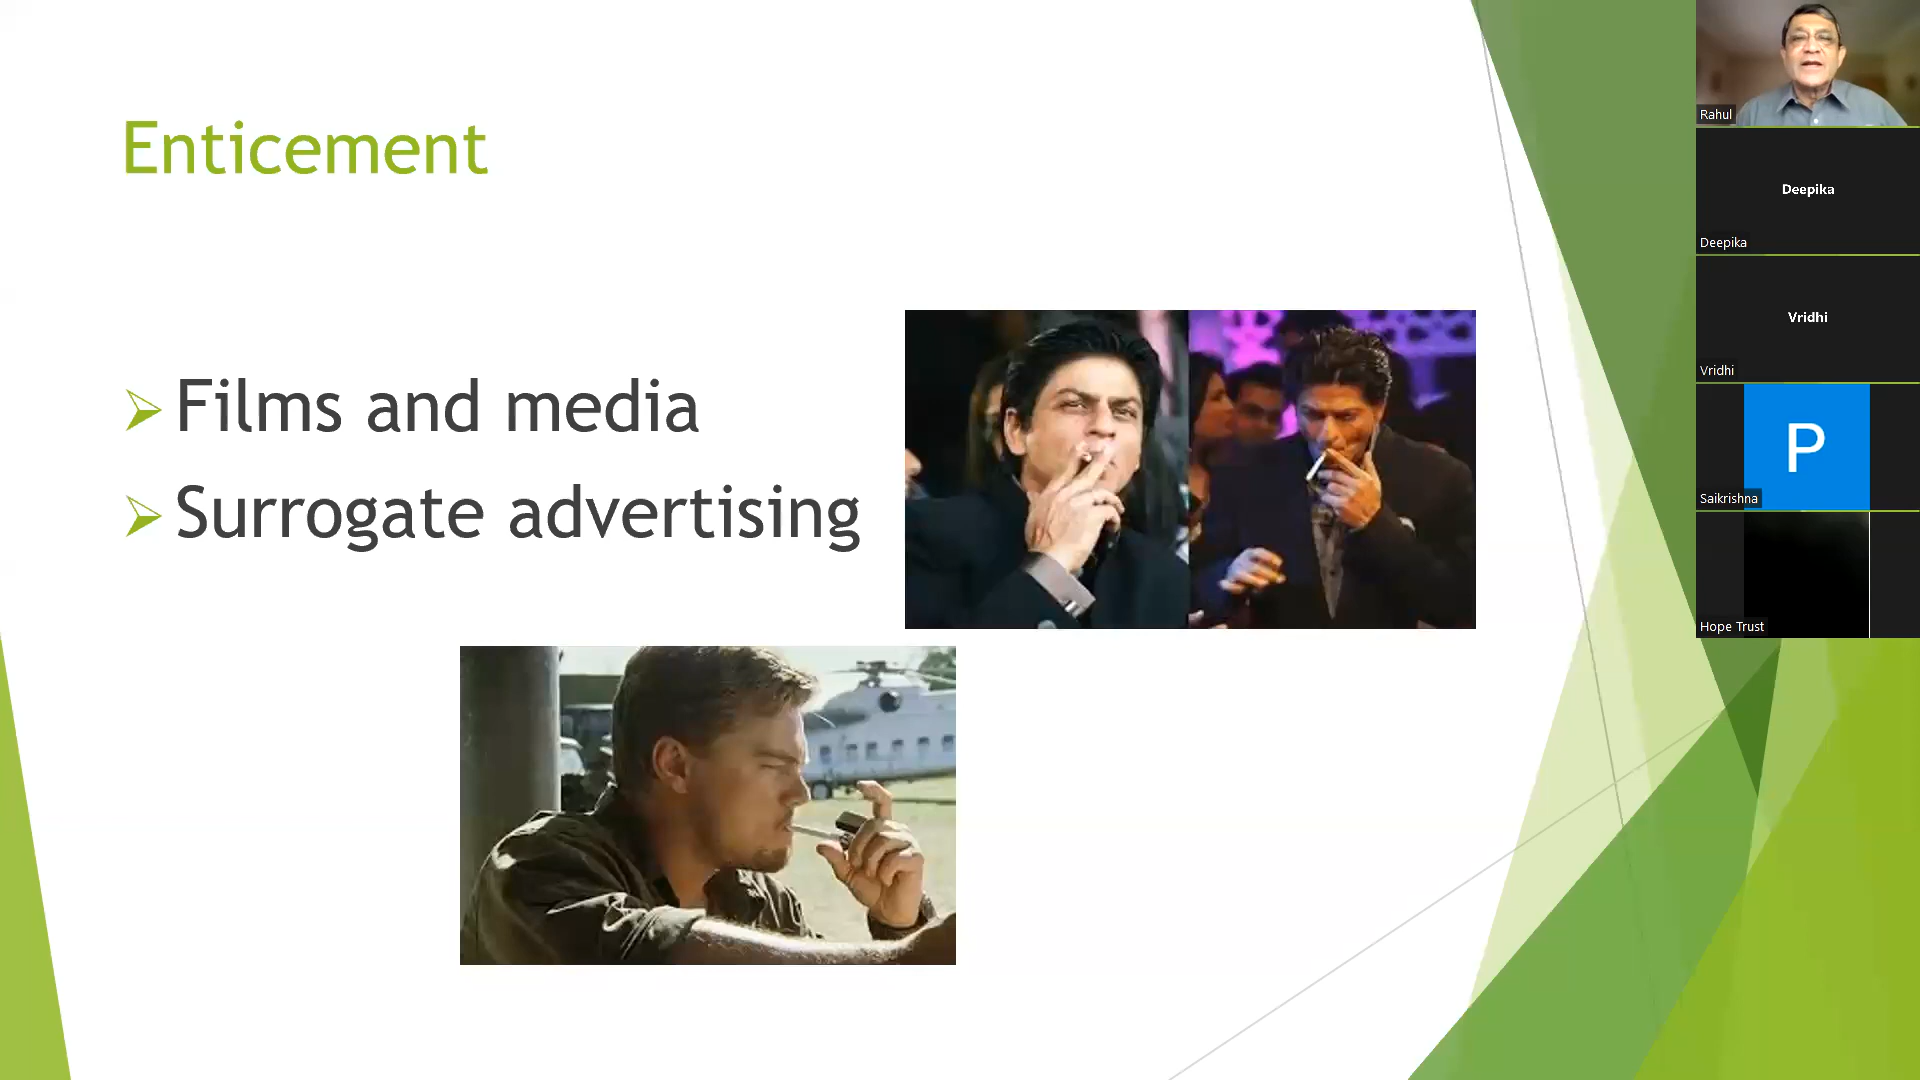 Enticement
Films and media
Surrogate advertising
Rahul
Deepika
Deepika
Vridhi
Vridhi
P
Saikrishna
Hope Trust